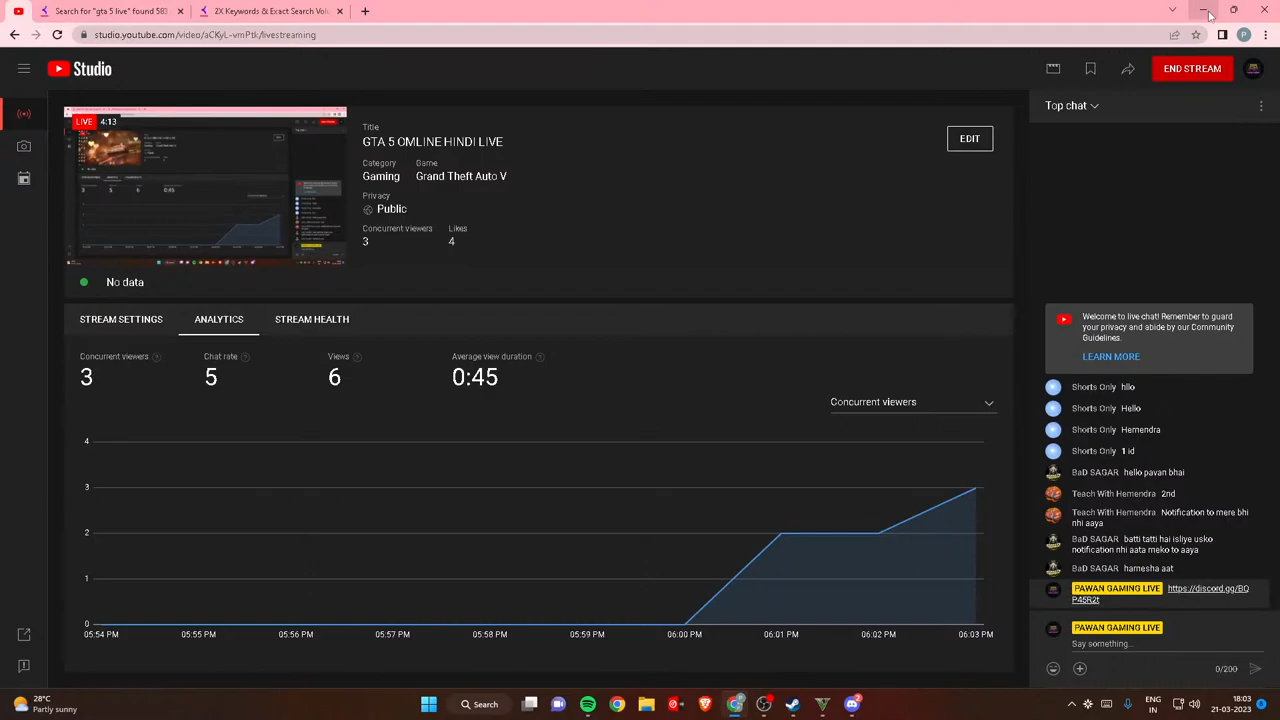 Search for "gta 5 live" found 583
2X Keywords & Exact Search Volu
studio.youtube.com/video/aCKyL-vmPtk/livestreaming
P
Studio
END STREAM
LIVE 4:13
Title
GTA 5 OMLINE HINDI LIVE
EDIT
Category Game
Gaming Grand Theft Auto V
Privacy
Public
Concurrent viewers Likes
3 4
No data
STREAM SETTINGS ANALYTICS STREAM HEALTH
Concurrent viewers Chat rate Views Average view duration
3 5 6 0:45
Concurrent viewers
4
3
2
1
0
05:54 PM 05:55 PM 05:56 PM 05:57 PM 05:58 PM 05:59 PM 06:00 PM 06:01 PM 06:02 PM 06:03 PM
Top chat
Welcome to live chat! Remember to guard
your privacy and abide by our Community
Guidelines.
LEARN MORE
Shorts Only hllo
Shorts Only Hello
Shorts Only Hemendra
Shorts Only 1 id
BaD SAGAR hello pavan bhai
Teach With Hemendra 2nd
Teach With Hemendra Notification to mere bhi
nhi aaya
BaD SAGAR batti tatti hai isliye usko
notification nhi aata meko to aaya
BaD SAGAR hamesha aat
PAWAN GAMING LIVE https://discord.gg/BQ
P45R2t
PAWAN GAMING LIVE
Say something...
0/200
28°C
Partly sunny
Search
2
ENG
IN
18:03
21-03-2023